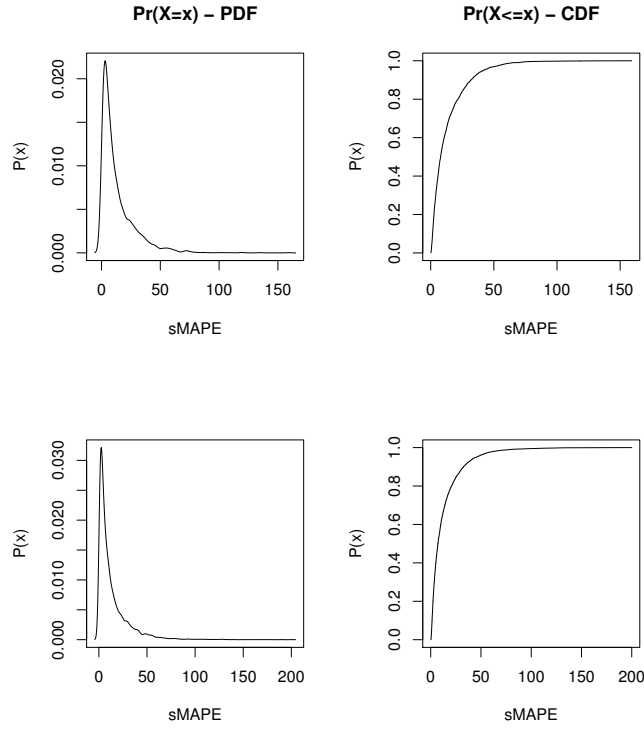 Pr(X=x) − PDF
Pr(X<=x) − CDF
P(x)
0.000 0.010 0.020
0 50 100 150
sMAPE
P(x)
0.0 0.2 0.4 0.6 0.8 1.0
0 50 100 150
sMAPE
P(x)
0.000 0.010 0.020 0.030
0 50 100 150 200
sMAPE
P(x)
0.0 0.2 0.4 0.6 0.8 1.0
0 50 100 150 200
sMAPE